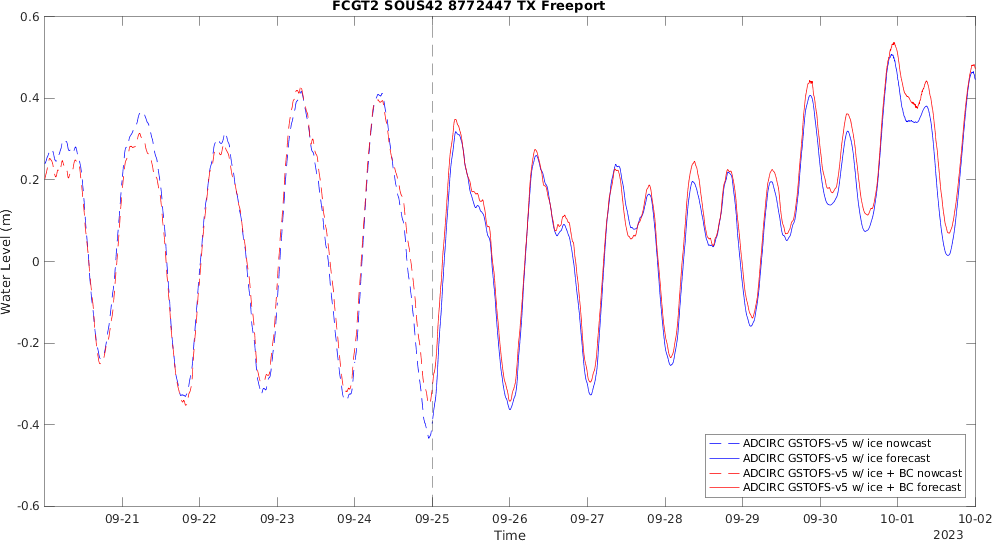 FCGT2 SOUS42 8772447 TX Freeport
0.6
0.4
0.2
0
-0.2
-0.4
-0.6
Water Level (m)
ADCIRC GSTOFS-v5 w/ ice nowcast
ADCIRC GSTOFS-v5 w/ ice forecast
ADCIRC GSTOFS-v5 w/ ice + BC nowcast
ADCIRC GSTOFS-v5 w/ ice + BC forecast
09-21 09-22 09-23 09-24 09-25 09-26 09-27 09-28 09-29 09-30 10-01 10-02
Time
2023